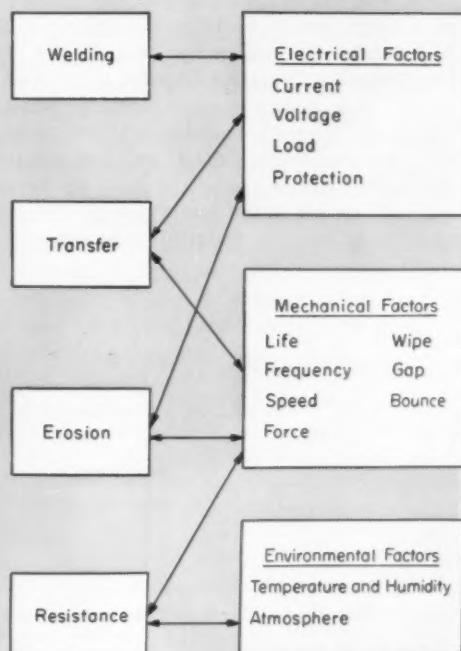 Welding
Electrical Factors
Current
Voltage
Load
Protection
Transfer
Mechanical Factors
Life Wipe
Frequency Gap
Speed Bounce
Force
Erosion
Environmental Factors
Temperature and Humidity
Atmosphere
Resistance